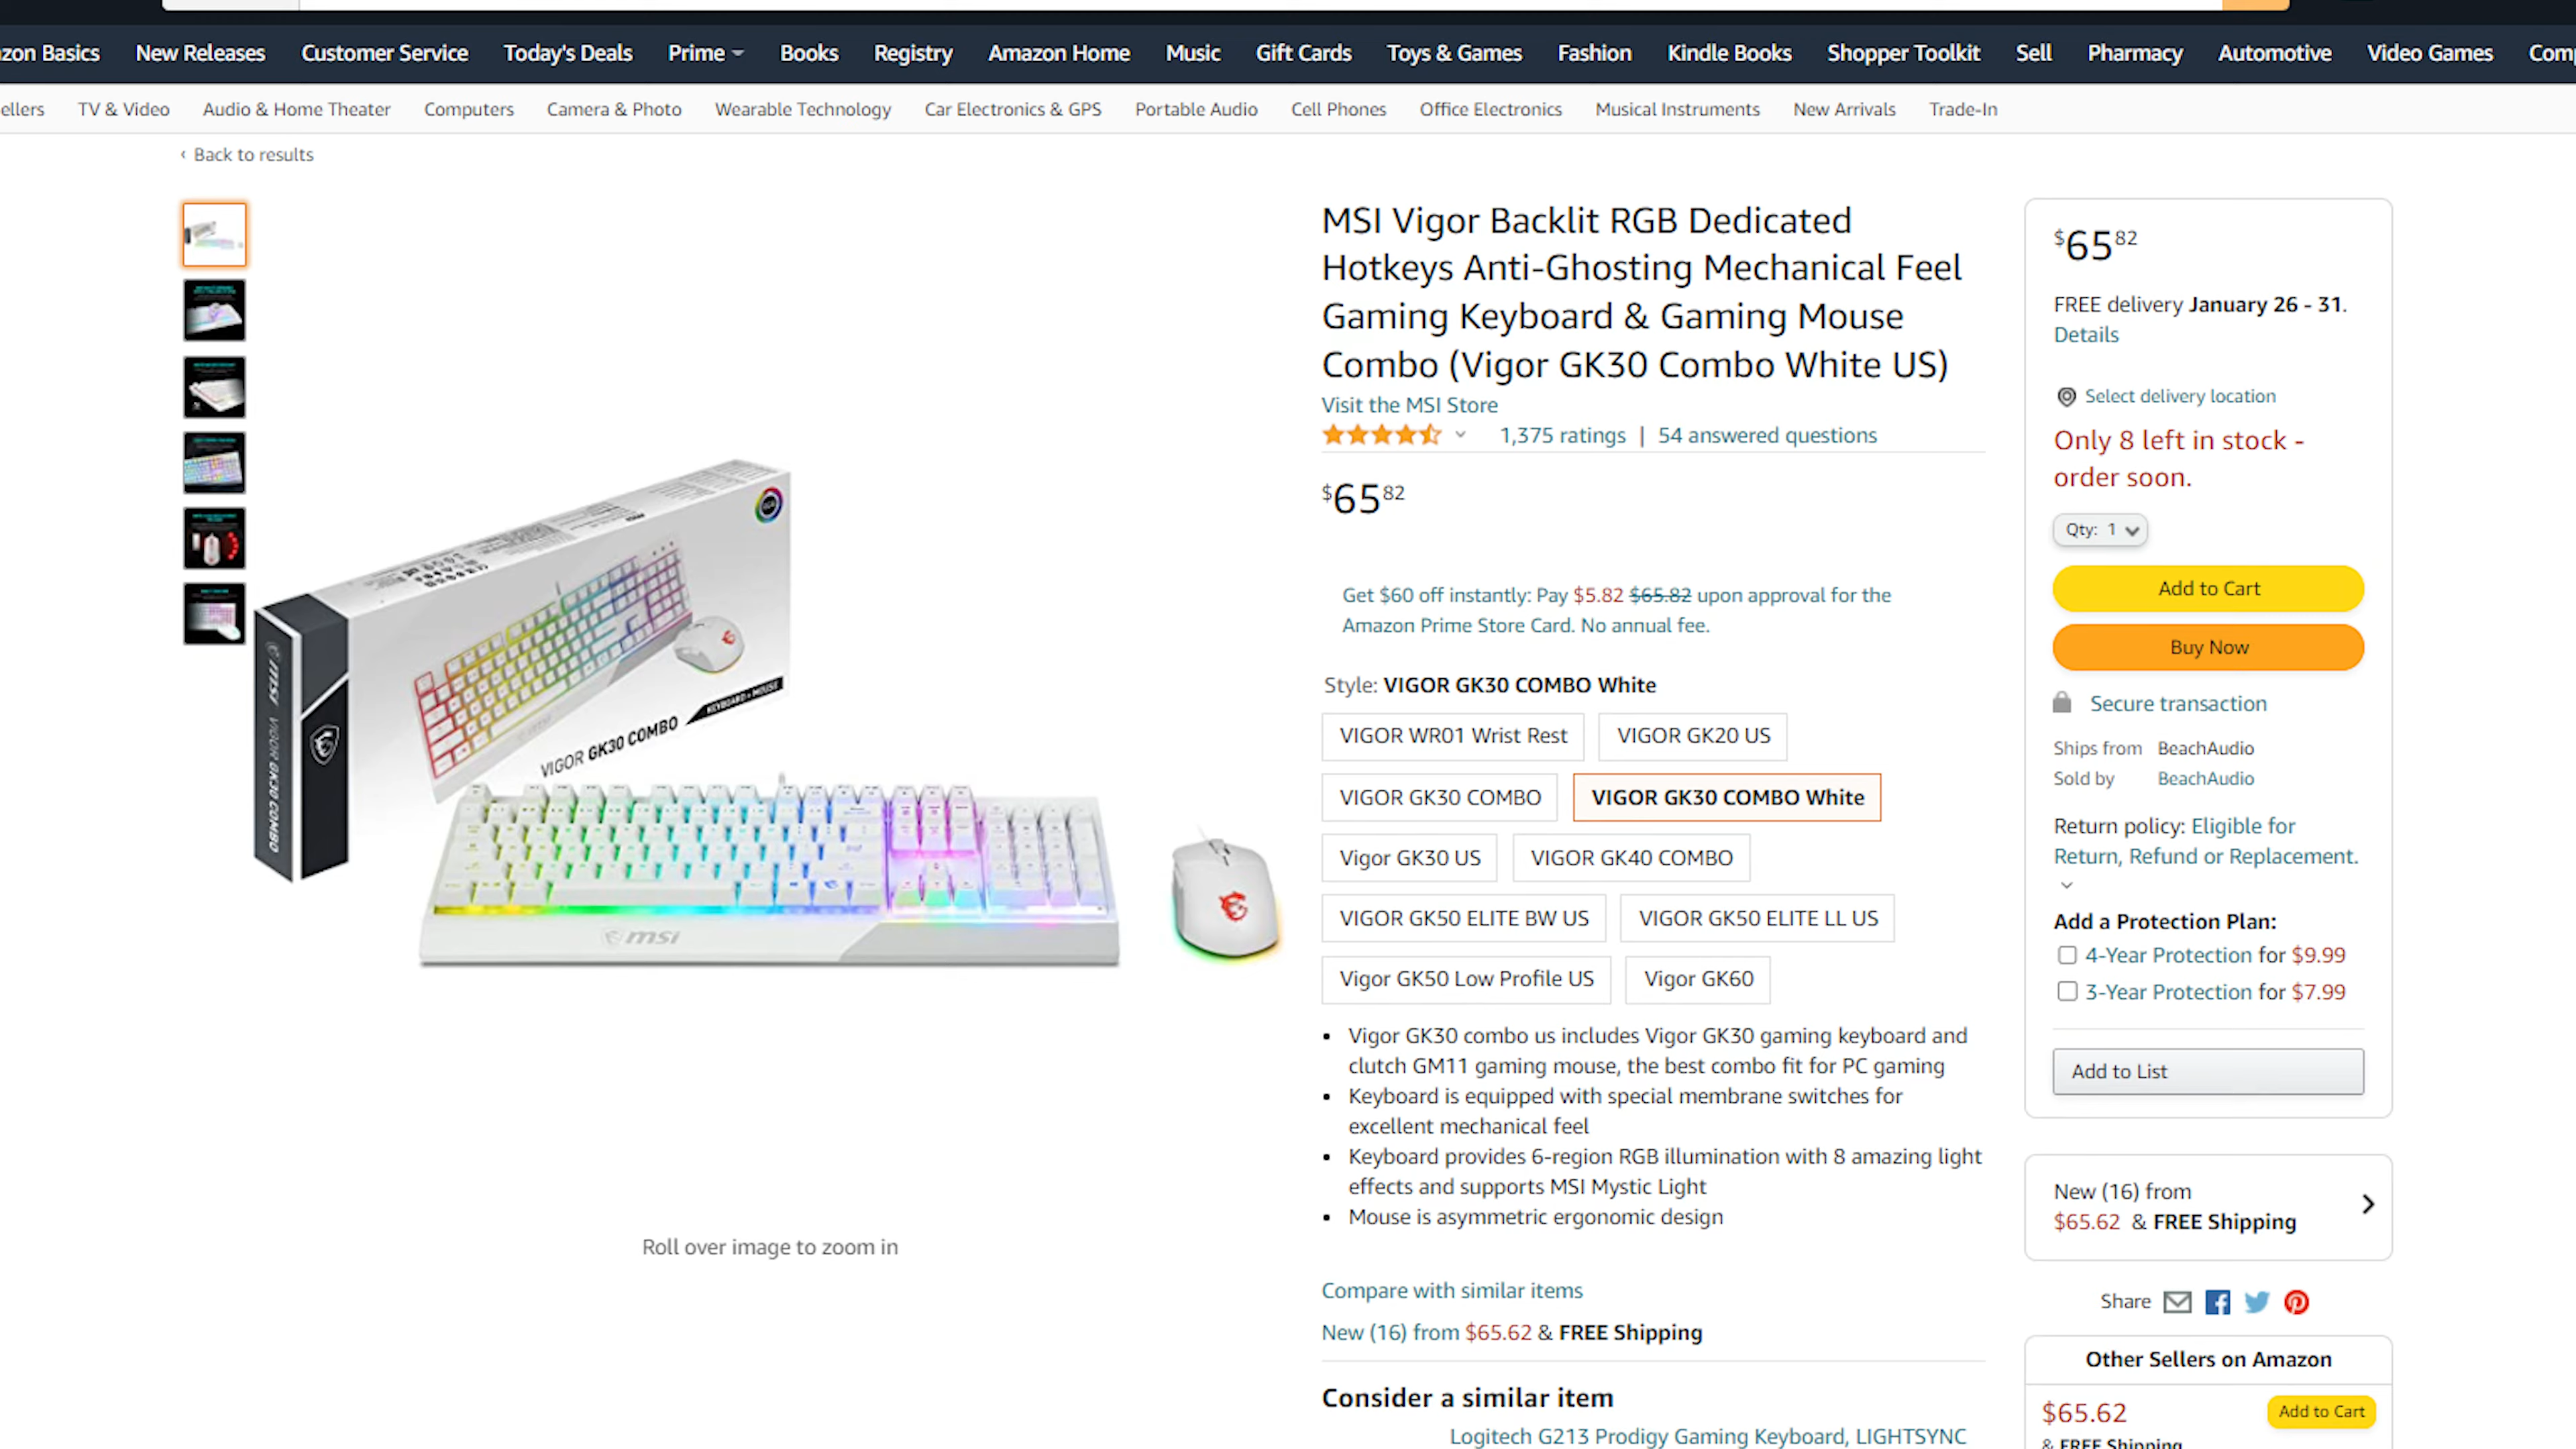 zon Basics New Releases Customer Service Today's Deals Prime Books Registry Amazon Home Music Gift Cards Toys & Games Fashion Kindle Books Shopper Toolkit Sell Pharmacy Automotive Video Games Com
ellers TV & Video Audio & Home Theater Computers Camera & Photo Wearable Technology Car Electronics & GPS Portable Audio Cell Phones Office Electronics Musical Instruments New Arrivals Trade-In
‹ Back to results
MSI Vigor Backlit RGB Dedicated
Hotkeys Anti-Ghosting Mechanical Feel
Gaming Keyboard & Gaming Mouse
Combo (Vigor GK30 Combo White US)
Visit the MSI Store
1,375 ratings | 54 answered questions
$65 82
Get $60 off instantly: Pay $5.82 $65.82 upon approval for the
Amazon Prime Store Card. No annual fee.
Style: VIGOR GK30 COMBO White
VIGOR WR01 Wrist Rest VIGOR GK20 US
VIGOR GK30 COMBO VIGOR GK30 COMBO White
Vigor GK30 US VIGOR GK40 COMBO
VIGOR GK50 ELITE BW US VIGOR GK50 ELITE LL US
Vigor GK50 Low Profile US Vigor GK60
• Vigor GK30 combo us includes Vigor GK30 gaming keyboard and
clutch GM11 gaming mouse, the best combo fit for PC gaming
• Keyboard is equipped with special membrane switches for
excellent mechanical feel
• Keyboard provides 6-region RGB illumination with 8 amazing light
effects and supports MSI Mystic Light
• Mouse is asymmetric ergonomic design
Compare with similar items
New (16) from $65.62 & FREE Shipping
Consider a similar item
Logitech G213 Prodigy Gaming Keyboard, LIGHTSYNC
msi VIGOR GK30 COMBO
VIGOR GK30 COMBO
KEYBOARD + MOUSE
msi
Roll over image to zoom in
$65 82
FREE delivery January 26 - 31.
Details
Select delivery location
Only 8 left in stock -
order soon.
Qty: 1
Add to Cart
Buy Now
Secure transaction
Ships from BeachAudio
Sold by BeachAudio
Return policy: Eligible for
Return, Refund or Replacement.
Add a Protection Plan:
4-Year Protection for $9.99
3-Year Protection for $7.99
Add to List
New (16) from
$65.62 & FREE Shipping
Share
Other Sellers on Amazon
$65.62 Add to Cart
& FREE Shipping